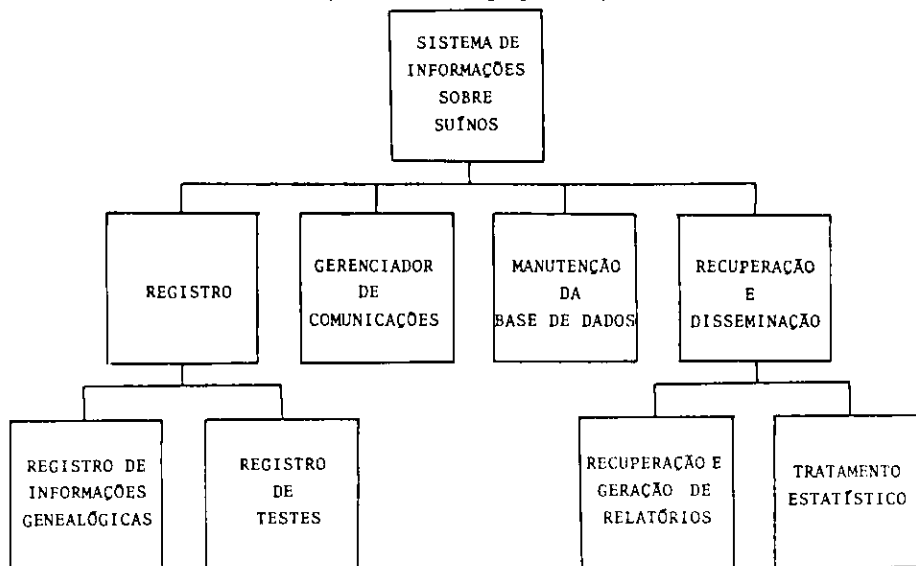 SISTEMA DE
INFORMAÇÕES
SOBRE
SUÍNOS
REGISTRO
GERENCIADOR
DE
COMUNICAÇÕES
MANUTENÇÃO
DA
BASE DE DADOS
RECUPERAÇÃO
E
DISSEMINAÇÃO
REGISTRO DE
INFORMAÇÕES
GENEALÓGICAS
REGISTRO
DE
TESTES
RECUPERAÇÃO E
GERAÇÃO DE
RELATÓRIOS
TRATAMENTO
ESTATÍSTICO